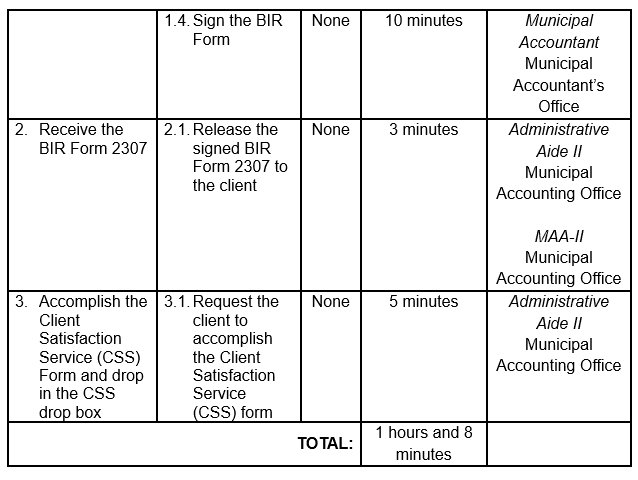 1.4. Sign the BIR
Form
None
10 minutes
Municipal
Accountant
Municipal
Accountant's
Office
2. Receive the
BIR Form 2307
2.1. Release the
signed BIR
Form 2307 to
the client
None
3 minutes
Administrative
Aide II
Municipal
Accounting Office
MAA-II
Municipal
Accounting Office
3. Accomplish the
Client
Satisfaction
Service (CSS)
Form and drop
in the CSS
drop box
3.1. Request the
client to
accomplish
the Client
Satisfaction
Service
(CSS) form
None
5 minutes
Administrative
Aide II
Municipal
Accounting Office
TOTAL:
1 hours and 8
minutes